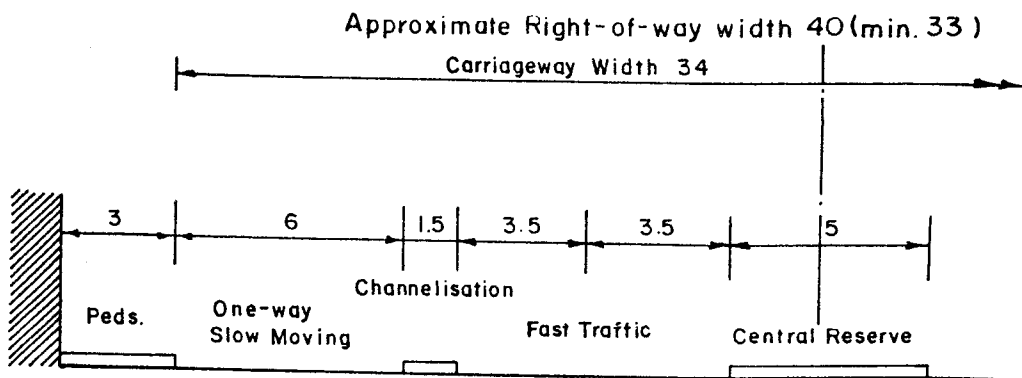 Approximate Right-of-way width 40 (min. 33)
Carriageway Width 34
3 6 1.5 3.5 3.5 5
Channelisation
Peds.
One-way
Slow Moving
Fast Traffic
Central Reserve